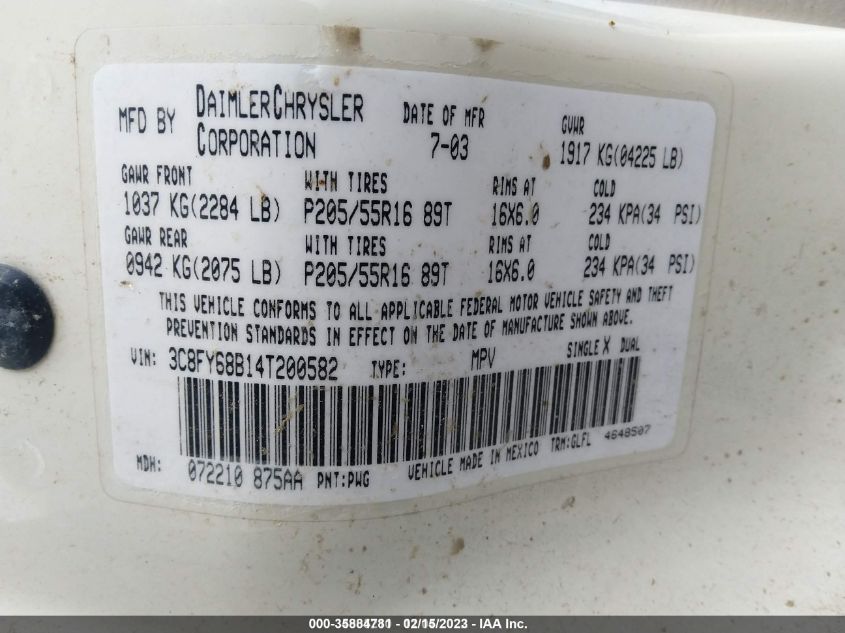 MFD BY DAIMLERCHRYSLER CORPORATION DATE OF MFR 7-03 GVWR 1917 KG(04225 LB)
GAWR FRONT WITH TIRES RIMS AT COLD
1037 KG(2284 LB) P205/55R16 89T 16X6.0 234 KPA(34 PSI)
GAWR REAR WITH TIRES RIMS AT COLD
0942 KG(2075 LB) P205/55R16 89T 16X6.0 234 KPA(34 PSI)
THIS VEHICLE CONFORMS TO ALL APPLICABLE FEDERAL MOTOR VEHICLE SAFETY AND THEFT
PREVENTION STANDARDS IN EFFECT ON THE DATE OF MANUFACTURE SHOWN ABOVE.
VIN: 3C8FY68B14T200582 TYPE: MPV SINGLE X DUAL
MDH: 072210 875AA PNT:PWG VEHICLE MADE IN MEXICO TRM:GLFL 4648507
000-35884781 - 02/15/2023 - IAA Inc.